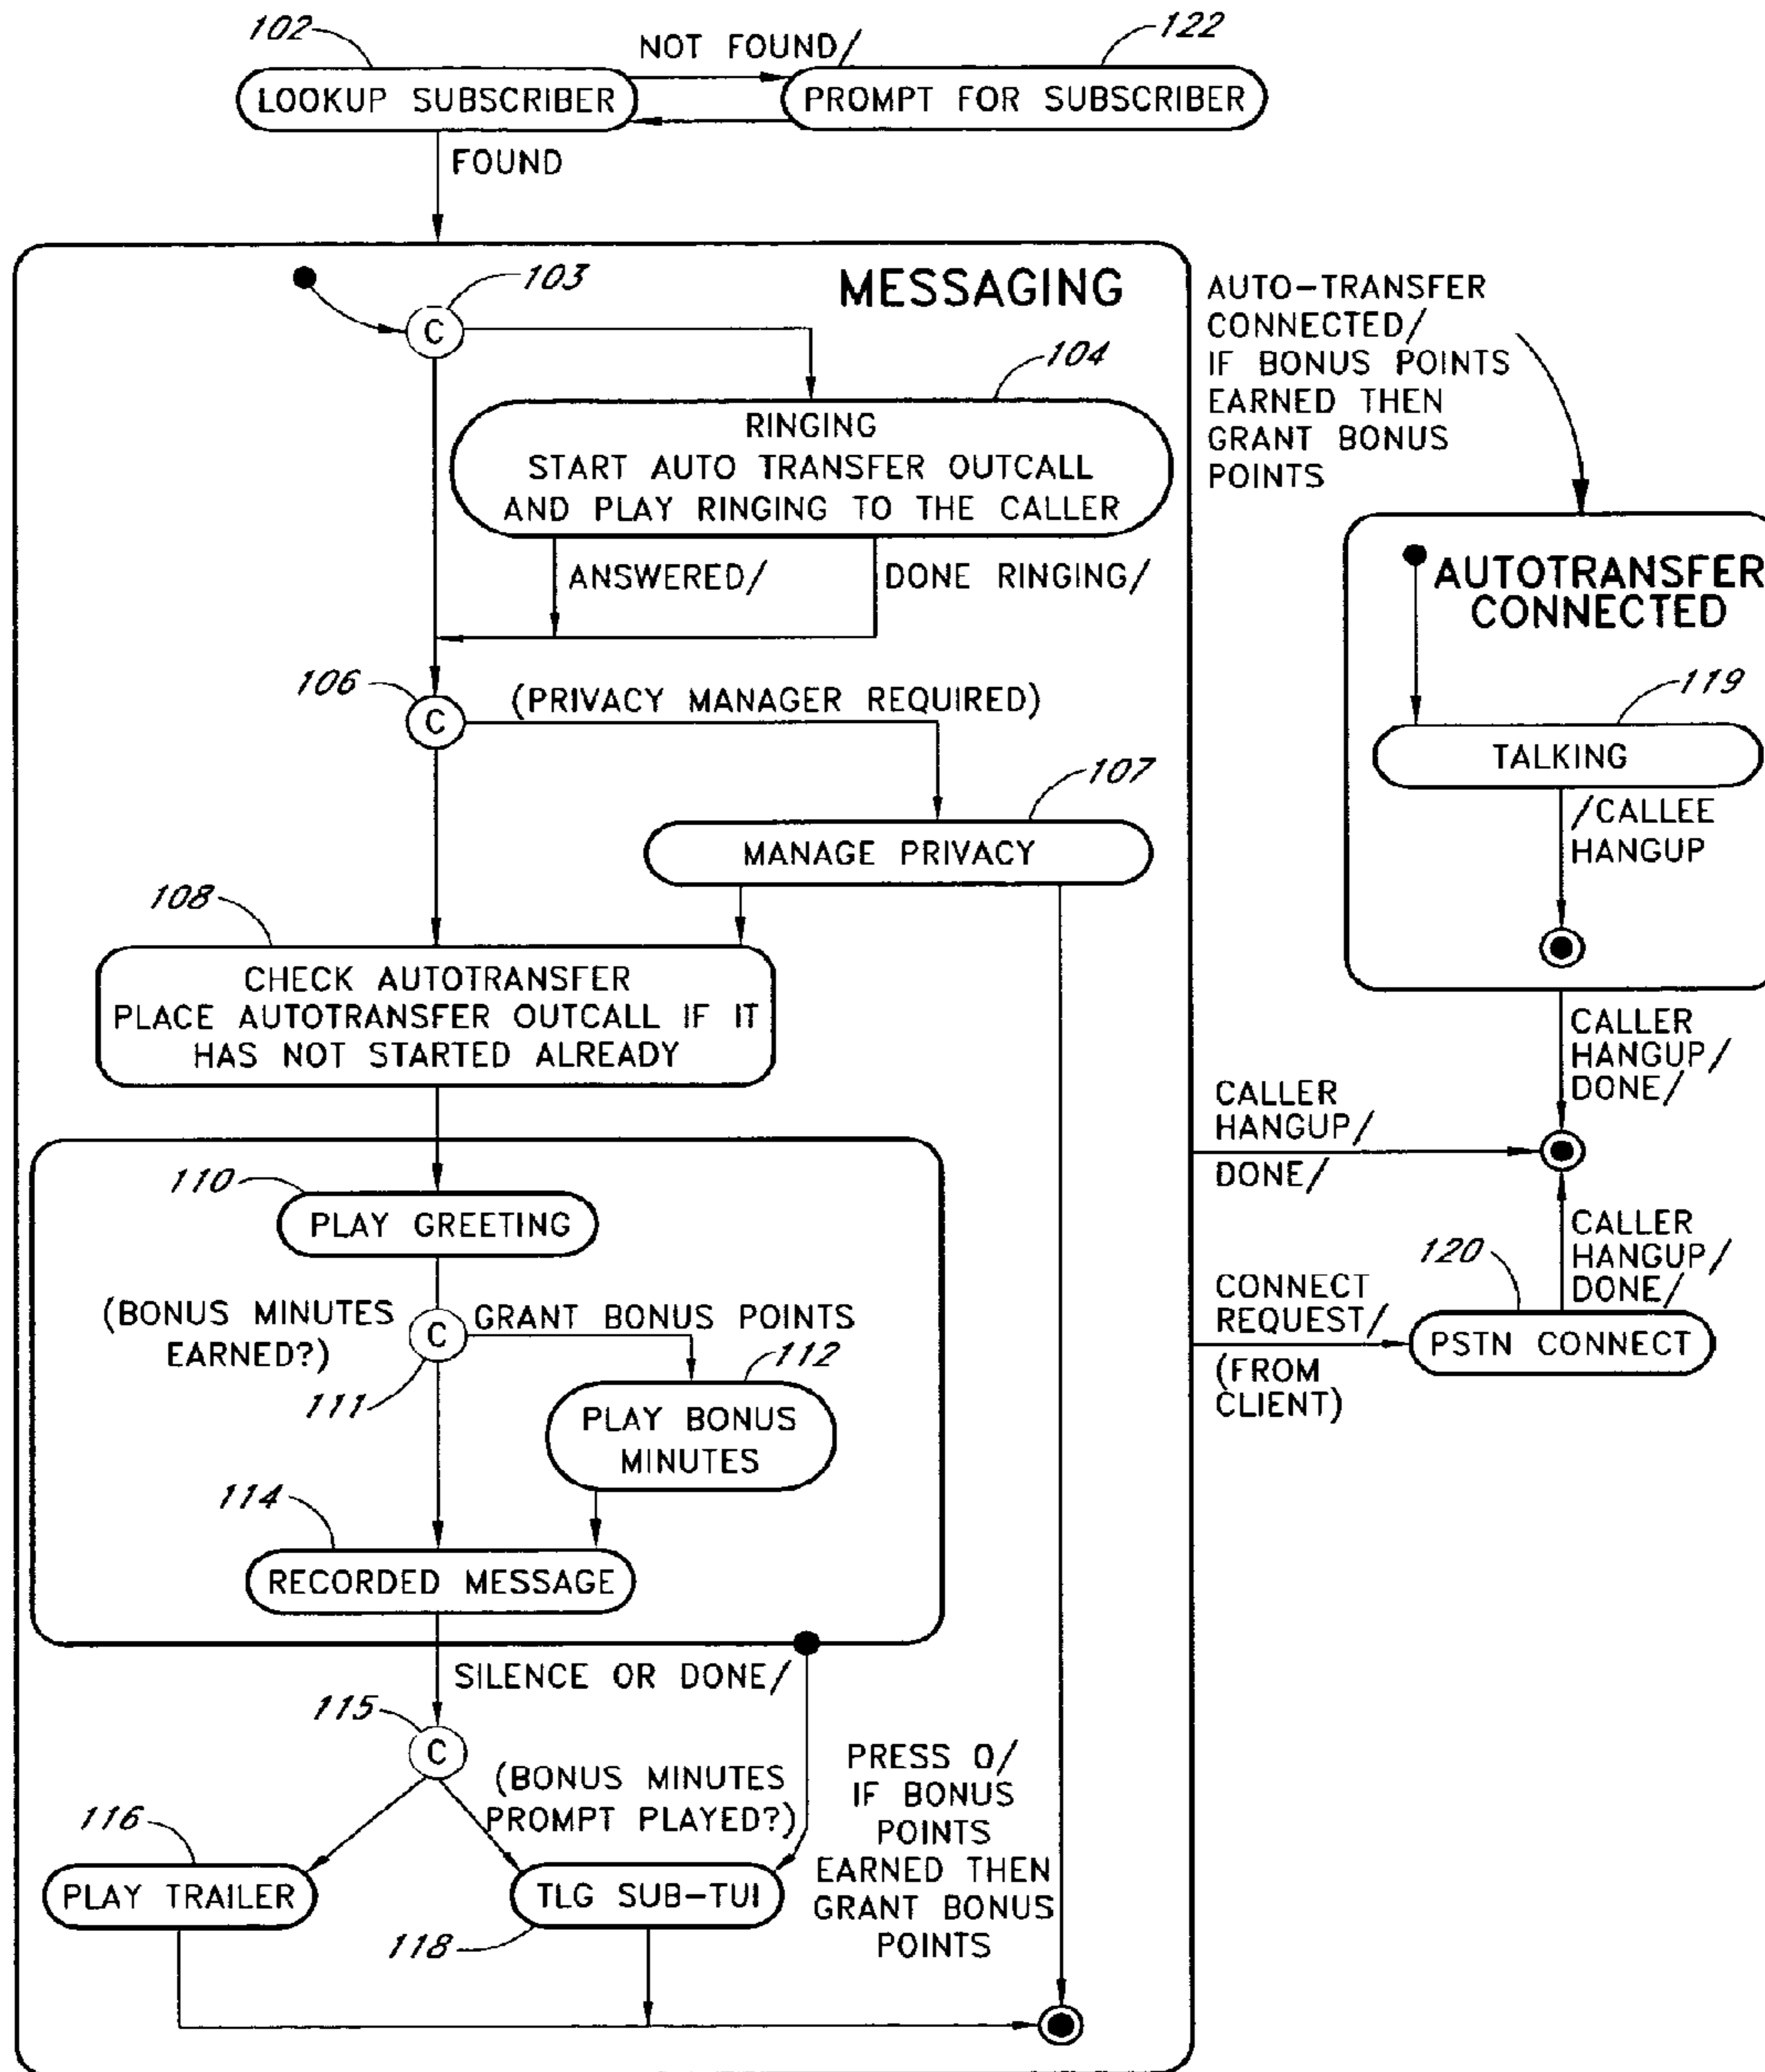 102
NOT FOUND/
122
LOOKUP SUBSCRIBER
PROMPT FOR SUBSCRIBER
FOUND
MESSAGING
103
C
104
RINGING
START AUTO TRANSFER OUTCALL
AND PLAY RINGING TO THE CALLER
ANSWERED/
DONE RINGING/
106
C
(PRIVACY MANAGER REQUIRED)
107
MANAGE PRIVACY
108
CHECK AUTOTRANSFER
PLACE AUTOTRANSFER OUTCALL IF IT
HAS NOT STARTED ALREADY
110
PLAY GREETING
(BONUS MINUTES
EARNED?)
C
GRANT BONUS POINTS
111
112
PLAY BONUS
MINUTES
114
RECORDED MESSAGE
SILENCE OR DONE/
115
C
(BONUS MINUTES
PROMPT PLAYED?)
PRESS 0/
IF BONUS
POINTS
EARNED THEN
GRANT BONUS
POINTS
116
PLAY TRAILER
TLG SUB-TUI
118
AUTO-TRANSFER
CONNECTED/
IF BONUS POINTS
EARNED THEN
GRANT BONUS
POINTS
AUTOTRANSFER
CONNECTED
119
TALKING
/CALLEE
HANGUP
CALLER
HANGUP/
DONE/
CALLER
HANGUP/
DONE/
CALLER
HANGUP/
DONE/
120
CONNECT
REQUEST/
(FROM
CLIENT)
PSTN CONNECT